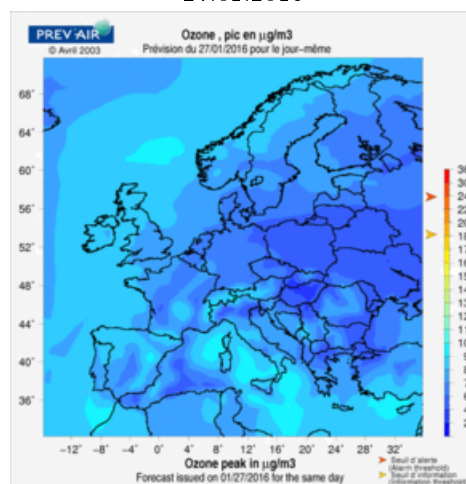 PREV'AIR
© Avril 2003
Ozone , pic en µg/m3
Prévision du 27/01/2016 pour le jour–même
68°
64°
60°
56°
52°
48°
44°
40°
36°
−12° −8° −4° 0° 4° 8° 12° 16° 20° 24° 28° 32°
Ozone peak in µg/m3
Forecast issued on 01/27/2016 for the same day
Seuil d'alerte
(Alarm threshold)
Seuil d'information
(Information threshold)